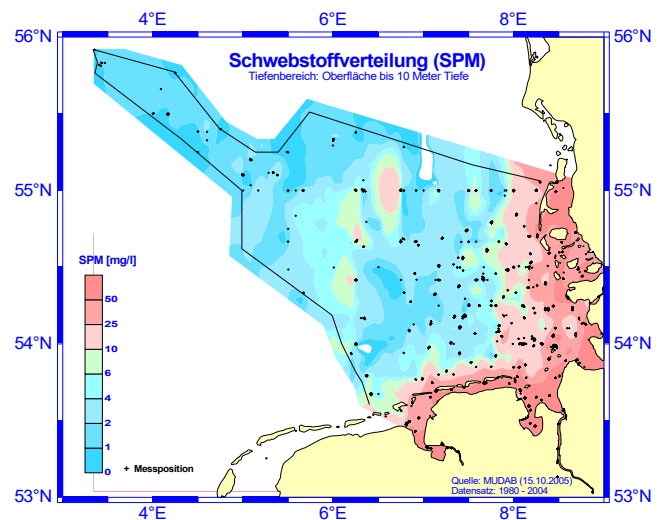 4°E 6°E 8°E
56°N 56°N
Schwebstoffverteilung (SPM)
Tiefenbereich: Oberfläche bis 10 Meter Tiefe
55°N 55°N
SPM [mg/l]
50
25
10
6
4
2
1
0
54°N 54°N
+ Messposition
Quelle: MUDAB (15.10.2005)
Datensatz: 1980 - 2004
53°N 53°N
4°E 6°E 8°E